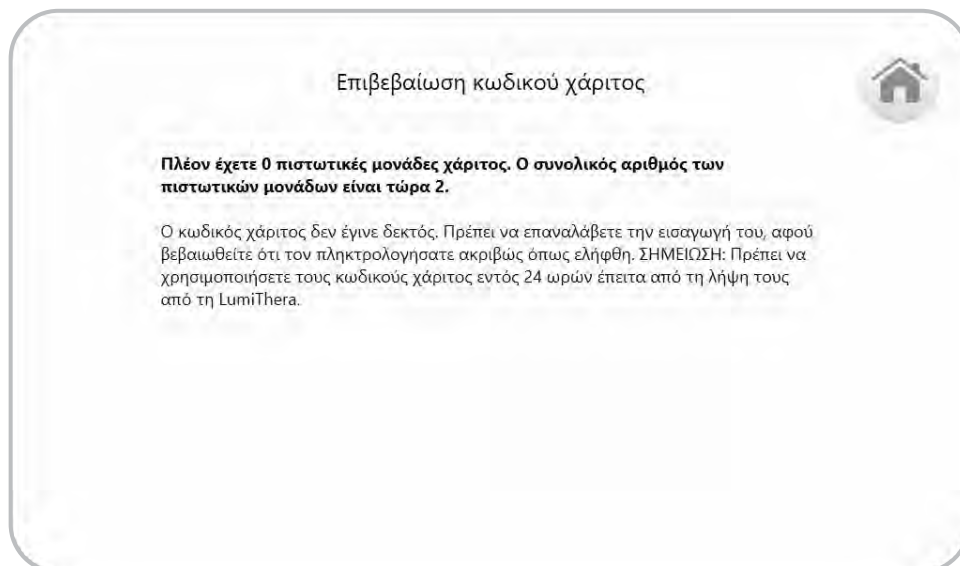 Επιβεβαίωση κωδικού χάριτος
Πλέον έχετε 0 πιστωτικές μονάδες χάριτος. Ο συνολικός αριθμός των
πιστωτικών μονάδων είναι τώρα 2.
Ο κωδικός χάριτος δεν έγινε δεκτός. Πρέπει να επαναλάβετε την εισαγωγή του, αφού
βεβαιωθείτε ότι τον πληκτρολογησατε ακριβώς όπως ελήφθη. ΣΗΜΕΙΩΣΗ: Πρέπει να
χρησιμοποιήσετε τους κωδικούς χάριτος εντός 24 ωρών έπειτα από τη λήψη τους
από τη LumiThera.